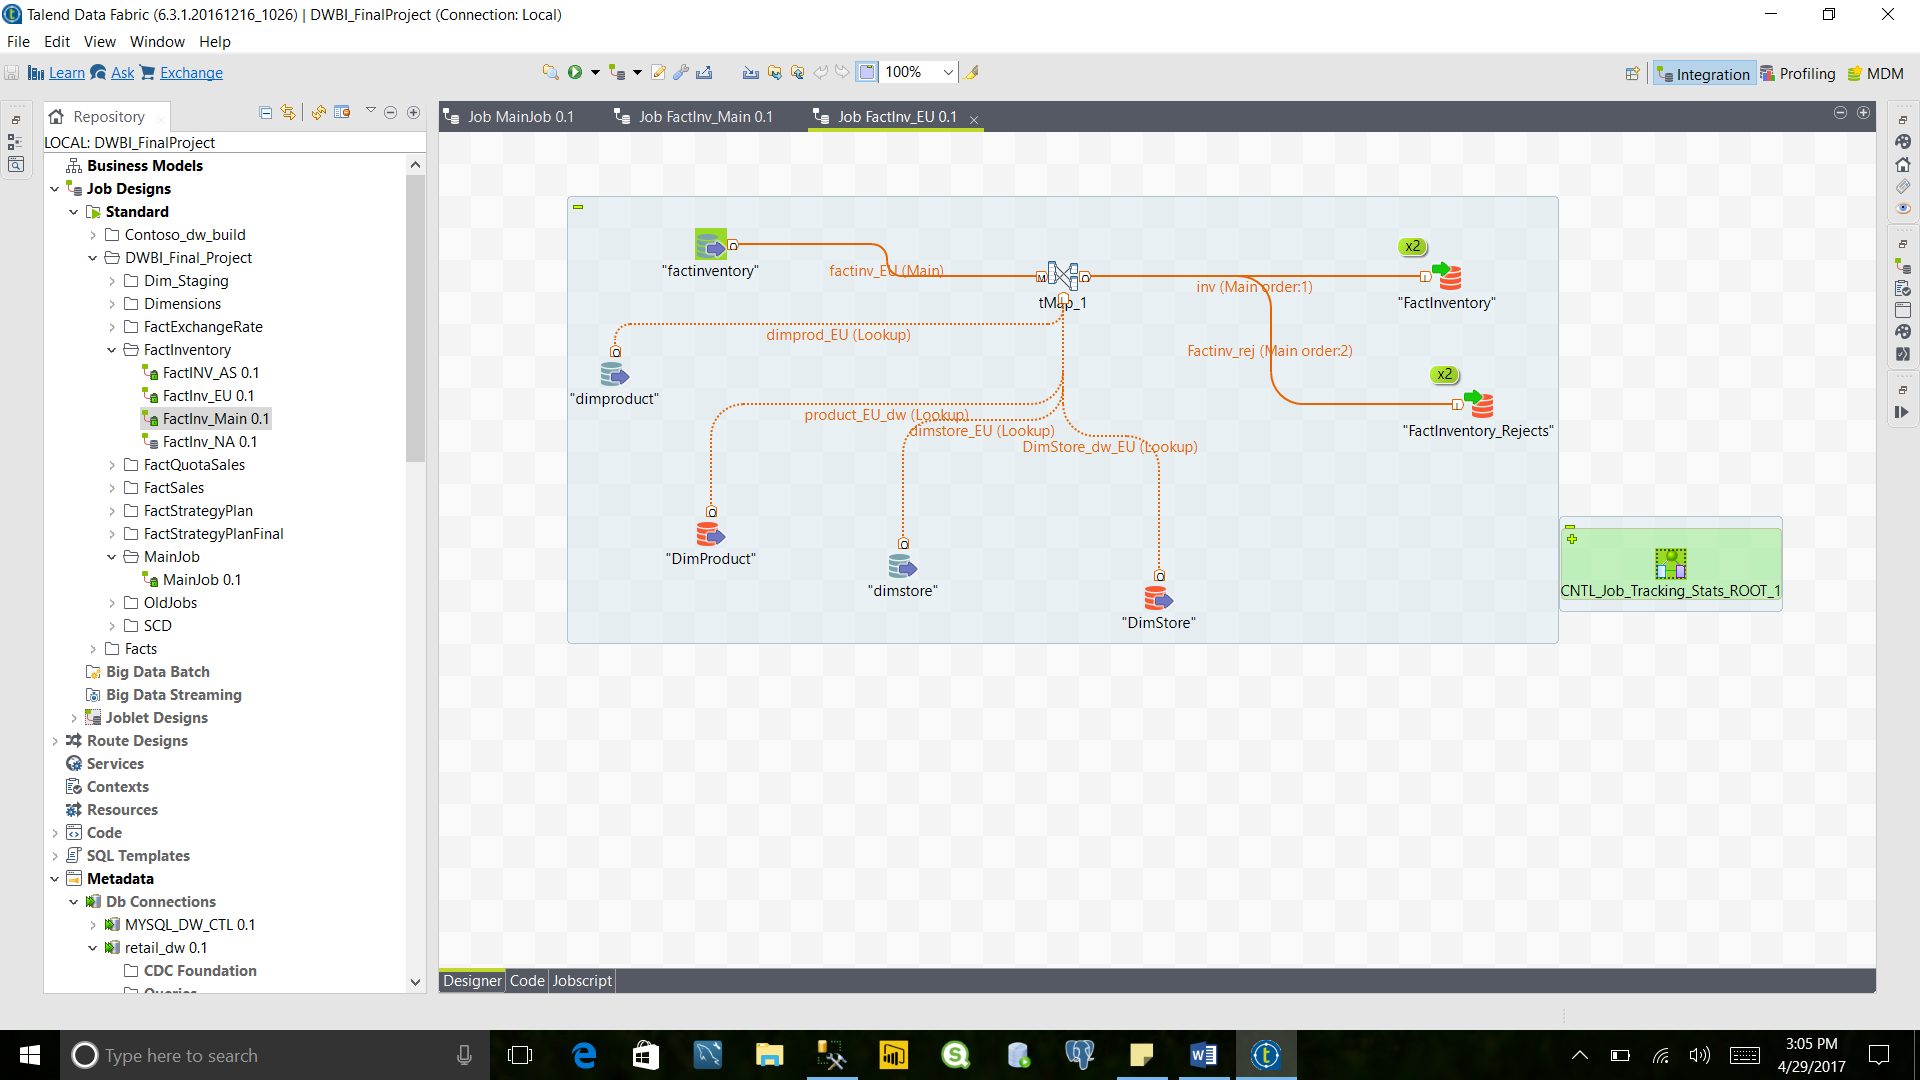 Talend Data Fabric (6.3.1.20161216_1026) | DWBI_FinalProject (Connection: Local)
File Edit View Window Help
Learn Ask Exchange
100%
Integration Profiling MDM
Repository
LOCAL: DWBI_FinalProject
Business Models
Job Designs
Standard
Contoso_dw_build
DWBI_Final_Project
Dim_Staging
Dimensions
FactExchangeRate
FactInventory
FactINV_AS 0.1
FactInv_EU 0.1
FactInv_Main 0.1
FactInv_NA 0.1
FactQuotaSales
FactSales
FactStrategyPlan
FactStrategyPlanFinal
MainJob
MainJob 0.1
OldJobs
SCD
Facts
Big Data Batch
Big Data Streaming
Joblet Designs
Route Designs
Services
Contexts
Resources
Code
SQL Templates
Metadata
Db Connections
MYSQL_DW_CTL 0.1
retail_dw 0.1
CDC Foundation
Queries
Job MainJob 0.1 Job FactInv_Main 0.1 Job FactInv_EU 0.1
"factinventory"
factinv_EU (Main)
tMap_1
inv (Main order:1)
x2
"FactInventory"
dimprod_EU (Lookup)
Factinv_rej (Main order:2)
x2
"FactInventory_Rejects"
"dimproduct"
product_EU_dw (Lookup)
dimstore_EU (Lookup)
DimStore_dw_EU (Lookup)
"DimProduct"
"dimstore"
"DimStore"
CNTL_Job_Tracking_Stats_ROOT_1
Designer Code Jobscript
Type here to search
3:05 PM
4/29/2017